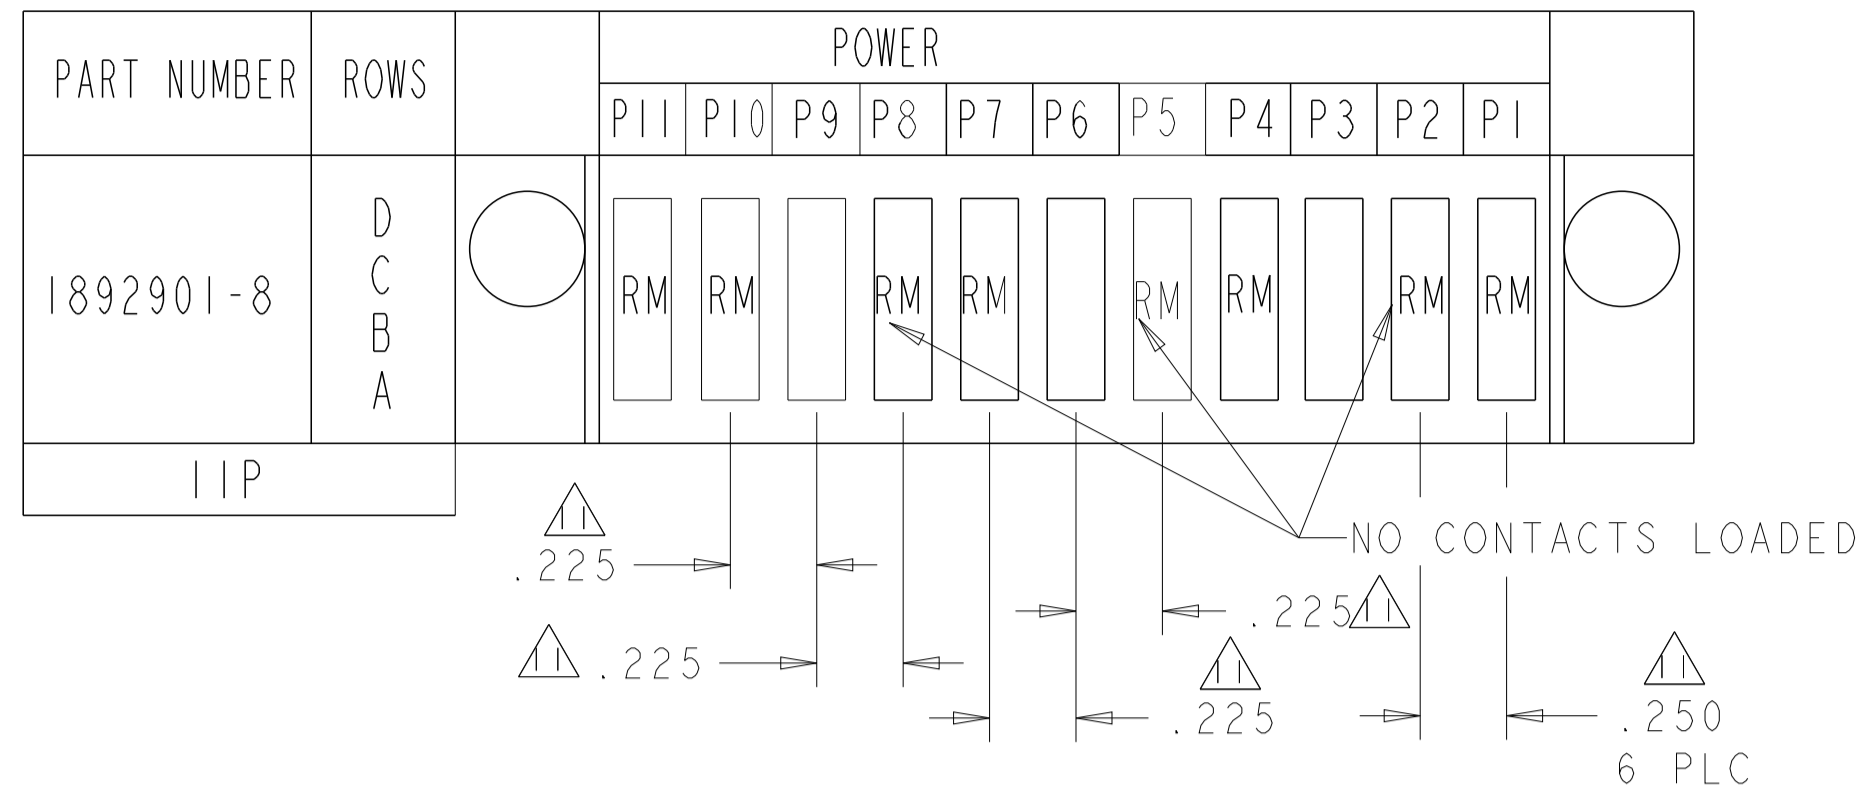 POWER
PART NUMBER ROWS
P11 P10 P9 P8 P7 P6 P5 P4 P3 P2 P1
D
C
B
A
1892901-8
RM RM RM RM RM RM RM RM
11P
11
.225
NO CONTACTS LOADED
.225 11
11 .225
11
.225
11
.250
6 PLC